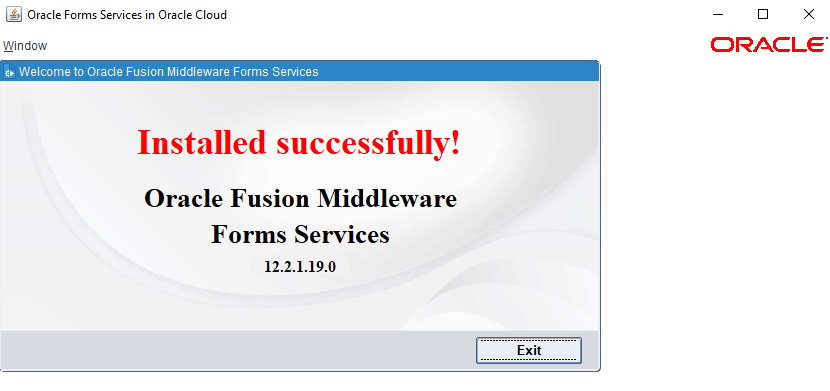 Oracle Forms Services in Oracle Cloud
Window
ORACLE
Welcome to Oracle Fusion Middleware Forms Services
Installed successfully!
Oracle Fusion Middleware
Forms Services
12.2.1.19.0
Exit